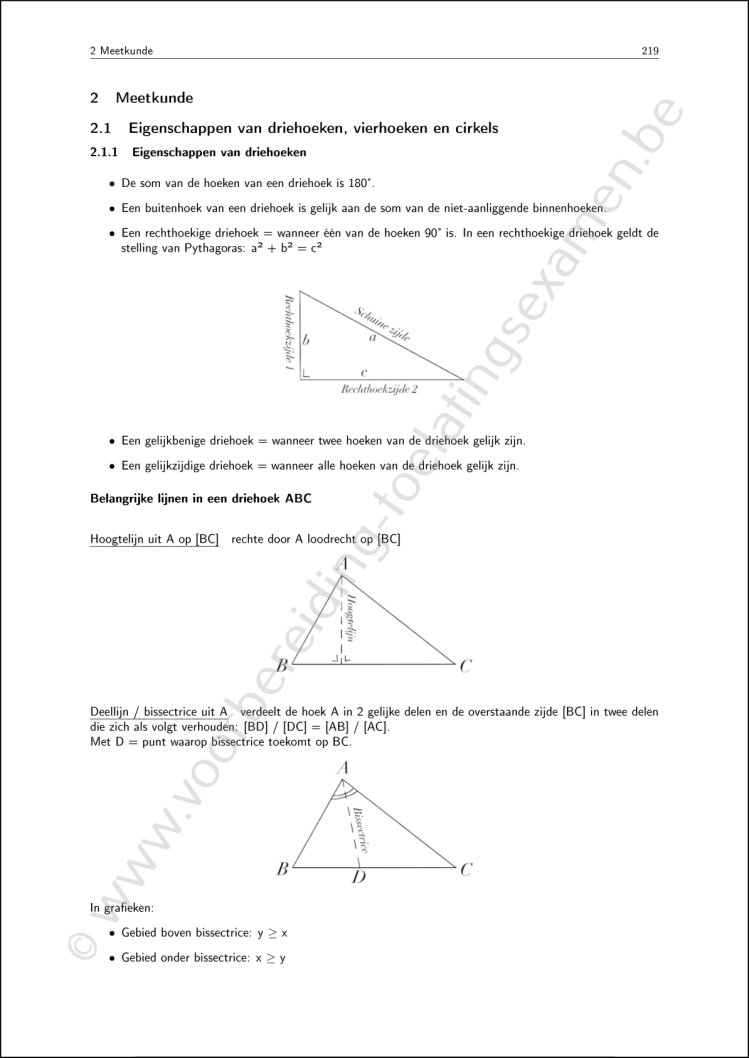 2 Meetkunde 219
2 Meetkunde
2.1 Eigenschappen van driehoeken, vierhoeken en cirkels
2.1.1 Eigenschappen van driehoeken
• De som van de hoeken van een driehoek is 180°.
• Een buitenhoek van een driehoek is gelijk aan de som van de niet-aanliggende binnenhoeken.
• Een rechthoekige driehoek = wanneer één van de hoeken 90° is. In een rechthoekige driehoek geldt de
stelling van Pythagoras: a² + b² = c²
Rechthoekzijde 1
b
Schuine zijde
a
c
Rechthoekzijde 2
• Een gelijkbenige driehoek = wanneer twee hoeken van de driehoek gelijk zijn.
• Een gelijkzijdige driehoek = wanneer alle hoeken van de driehoek gelijk zijn.
Belangrijke lijnen in een driehoek ABC
Hoogtelijn uit A op [BC] rechte door A loodrecht op [BC]
A
Hoogtelijn
B C
Deellijn / bissectrice uit A verdeelt de hoek A in 2 gelijke delen en de overstaande zijde [BC] in twee delen
die zich als volgt verhouden: [BD] / [DC] = [AB] / [AC].
Met D = punt waarop bissectrice toekomt op BC.
A
Bissectrice
B D C
In grafieken:
• Gebied boven bissectrice: y ≥ x
• Gebied onder bissectrice: x ≥ y
© www.voorbereiding-toelatingsexamen.be